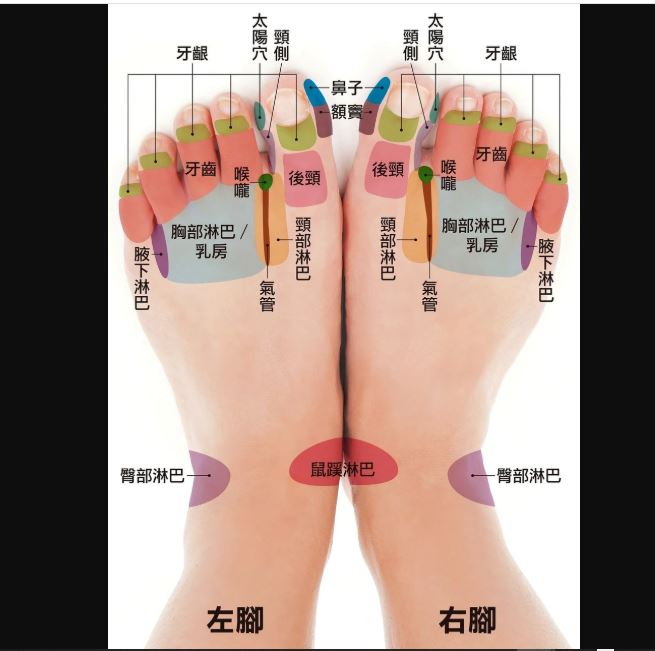 太陽穴
頸側
頸側
太陽穴
牙齦
牙齦
鼻子
額竇
牙齒
喉嚨
後頸
後頸
喉嚨
牙齒
胸部淋巴/
乳房
頸部淋巴
頸部淋巴
胸部淋巴/
乳房
腋下淋巴
氣管
氣管
腋下淋巴
臀部淋巴
鼠蹊淋巴
臀部淋巴
左腳
右腳